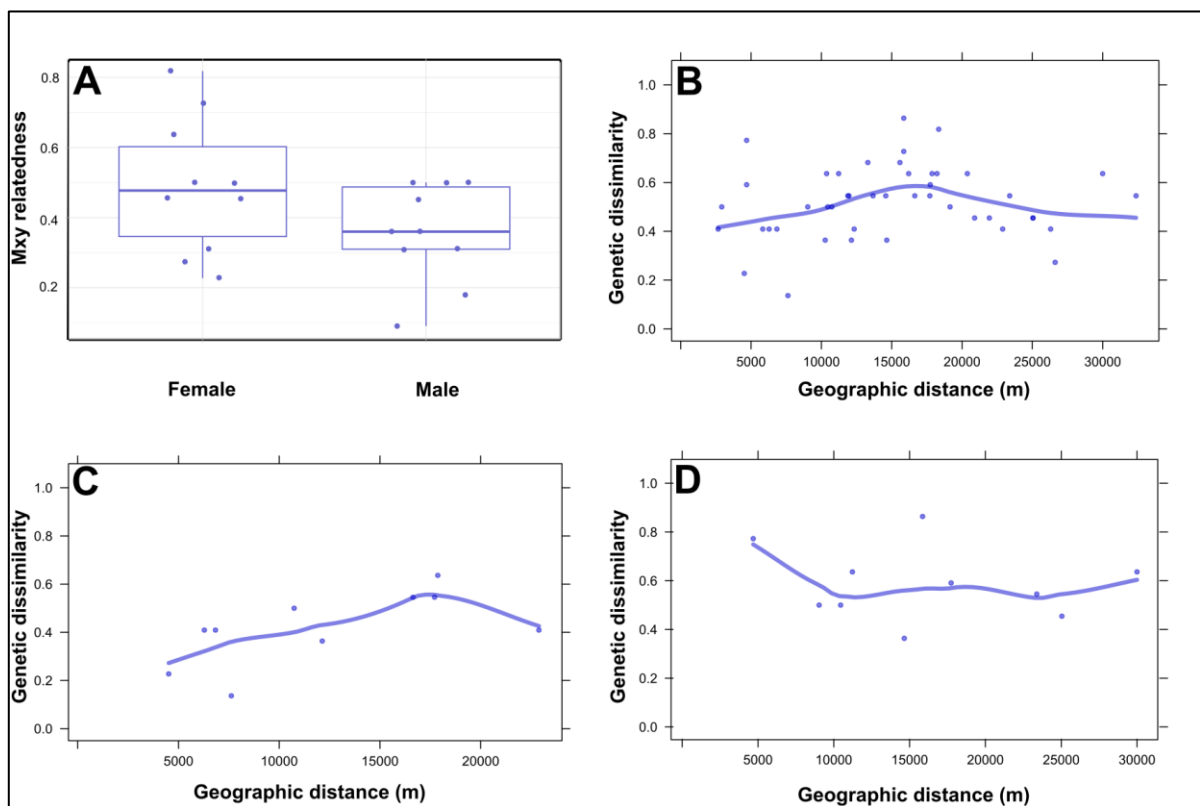 A
Mxy relatedness
0.8
0.6
0.4
0.2
Female Male
B
Genetic dissimilarity
1.0
0.8
0.6
0.4
0.2
0.0
5000 10000 15000 20000 25000 30000
Geographic distance (m)
C
Genetic dissimilarity
1.0
0.8
0.6
0.4
0.2
0.0
5000 10000 15000 20000
Geographic distance (m)
D
Genetic dissimilarity
1.0
0.8
0.6
0.4
0.2
0.0
5000 10000 15000 20000 25000 30000
Geographic distance (m)